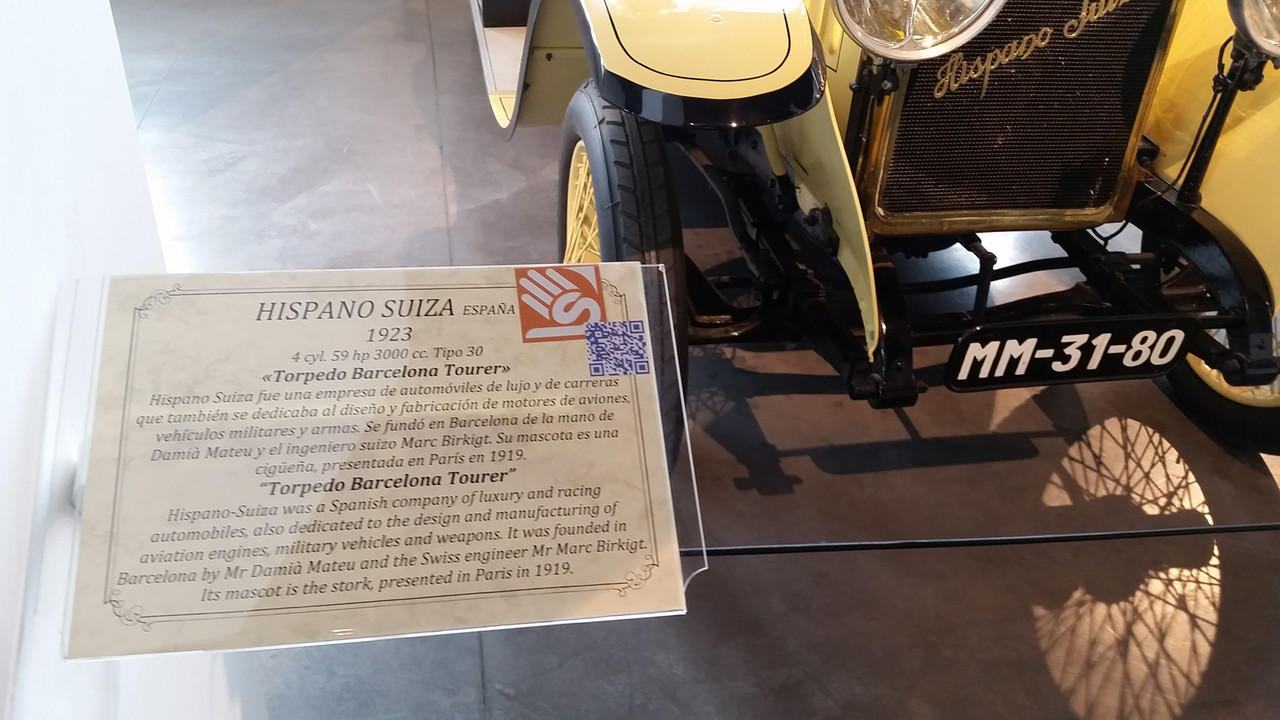 Hispano Suiza
MM-31-80
HISPANO SUIZA ESPAÑA
1923
4 cyl. 59 hp 3000 cc. Tipo 30
«Torpedo Barcelona Tourer»
Hispano Suiza fue una empresa de automóviles de lujo y de carreras
que también se dedicaba al diseño y fabricación de motores de aviones,
vehículos militares y armas. Se fundó en Barcelona de la mano de
Damià Mateu y el ingeniero suizo Marc Birkigt. Su mascota es una
cigüeña, presentada en París en 1919.
“Torpedo Barcelona Tourer”
Hispano-Suiza was a Spanish company of luxury and racing
automobiles, also dedicated to the design and manufacturing of
aviation engines, military vehicles and weapons. It was founded in
Barcelona by Mr Damià Mateu and the Swiss engineer Mr Marc Birkigt.
Its mascot is the stork, presented in Paris in 1919.